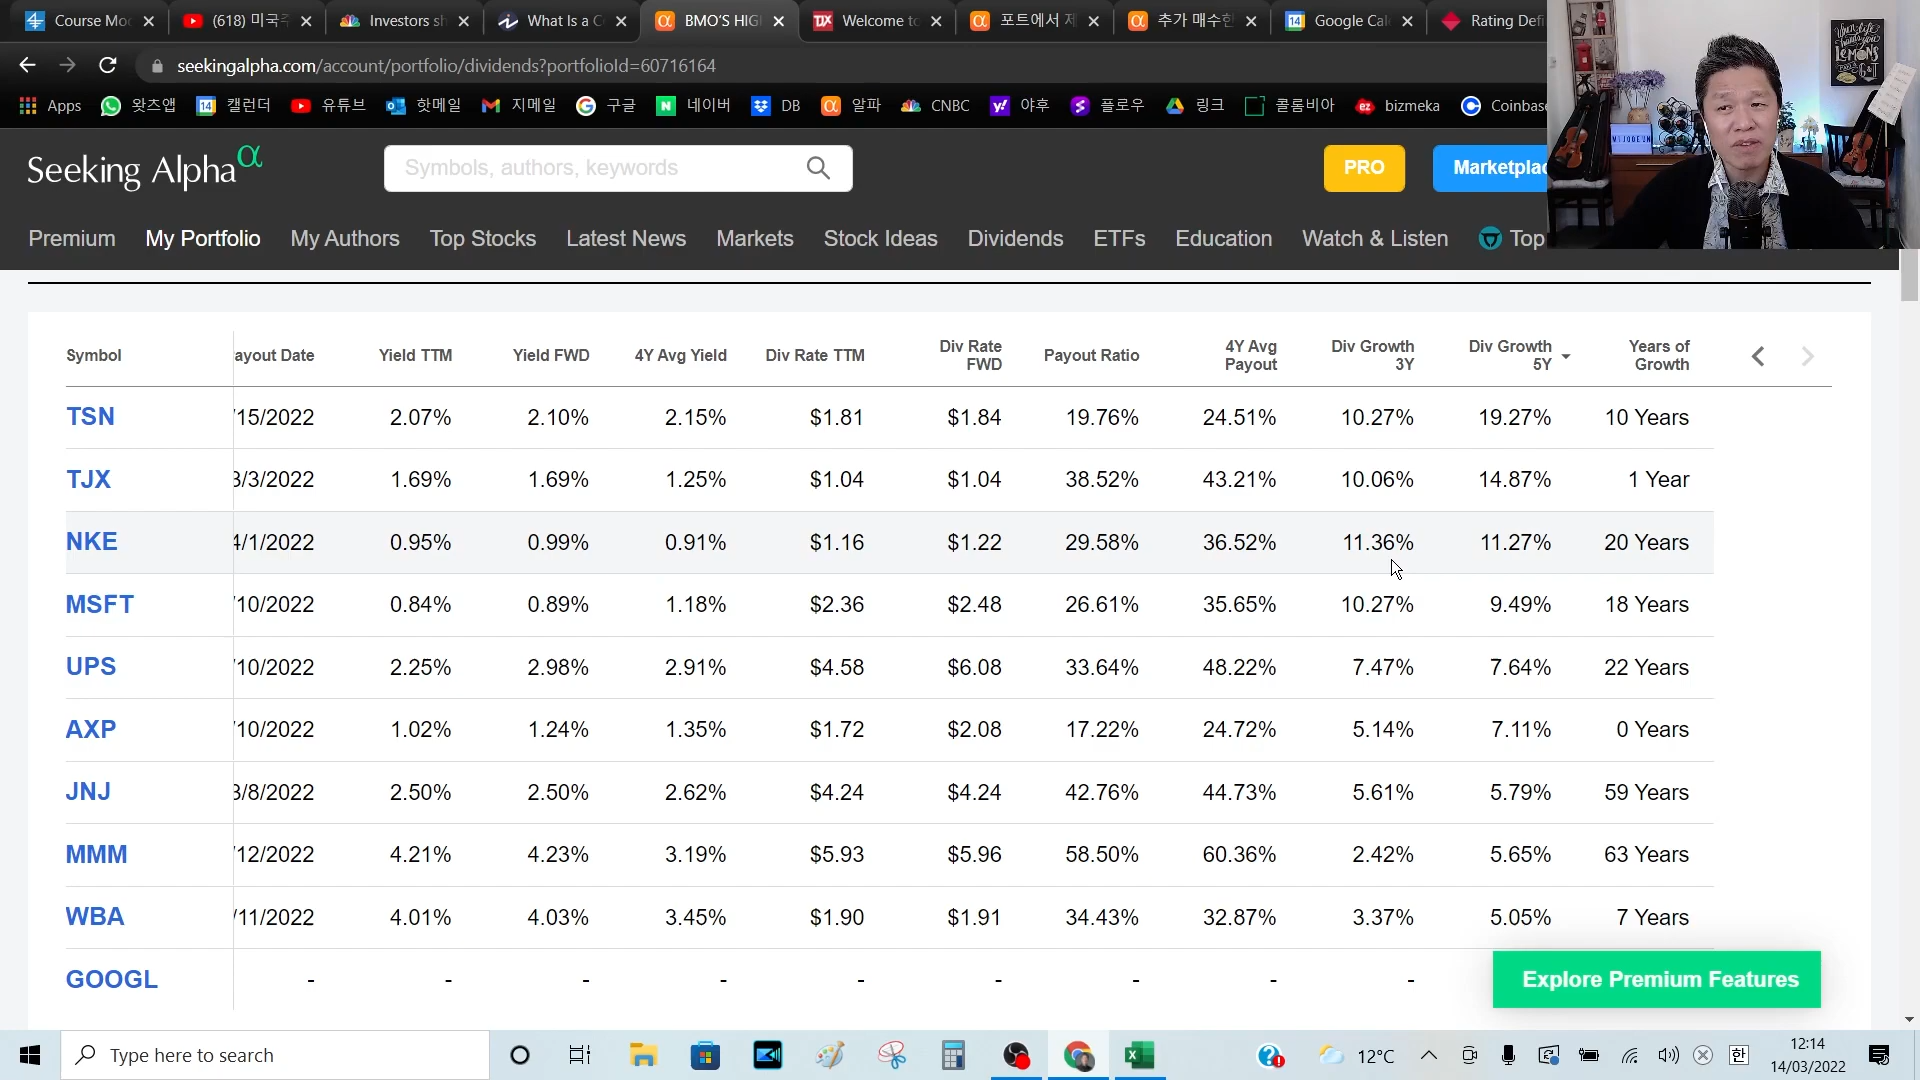 Course Mo
(618) 미국
Investors sh
What Is a C
BMO'S HIG
Welcome to
포트에서 제
추가 매수한
Google Cal
Rating Defi
seekingalpha.com/account/portfolio/dividends?portfolioId=60716164
Apps 왓츠앱 캘린더 유튜브 핫메일 지메일 구글 네이버 DB 알파 CNBC 야후 플로우 링크 콜롬비아 bizmeka Coinbase
Seeking Alpha α
Symbols, authors, keywords
PRO
Marketplac
Premium My Portfolio My Authors Top Stocks Latest News Markets Stock Ideas Dividends ETFs Education Watch & Listen Top
Symbol ayout Date Yield TTM Yield FWD 4Y Avg Yield Div Rate TTM Div Rate FWD Payout Ratio 4Y Avg Payout Div Growth 3Y Div Growth 5Y Years of Growth
TSN /15/2022 2.07% 2.10% 2.15% $1.81 $1.84 19.76% 24.51% 10.27% 19.27% 10 Years
TJX 3/3/2022 1.69% 1.69% 1.25% $1.04 $1.04 38.52% 43.21% 10.06% 14.87% 1 Year
NKE 4/1/2022 0.95% 0.99% 0.91% $1.16 $1.22 29.58% 36.52% 11.36% 11.27% 20 Years
MSFT /10/2022 0.84% 0.89% 1.18% $2.36 $2.48 26.61% 35.65% 10.27% 9.49% 18 Years
UPS /10/2022 2.25% 2.98% 2.91% $4.58 $6.08 33.64% 48.22% 7.47% 7.64% 22 Years
AXP /10/2022 1.02% 1.24% 1.35% $1.72 $2.08 17.22% 24.72% 5.14% 7.11% 0 Years
JNJ 3/8/2022 2.50% 2.50% 2.62% $4.24 $4.24 42.76% 44.73% 5.61% 5.79% 59 Years
MMM /12/2022 4.21% 4.23% 3.19% $5.93 $5.96 58.50% 60.36% 2.42% 5.65% 63 Years
WBA /11/2022 4.01% 4.03% 3.45% $1.90 $1.91 34.43% 32.87% 3.37% 5.05% 7 Years
GOOGL - - - - - - - -
Explore Premium Features
Type here to search
12°C
한
12:14
14/03/2022